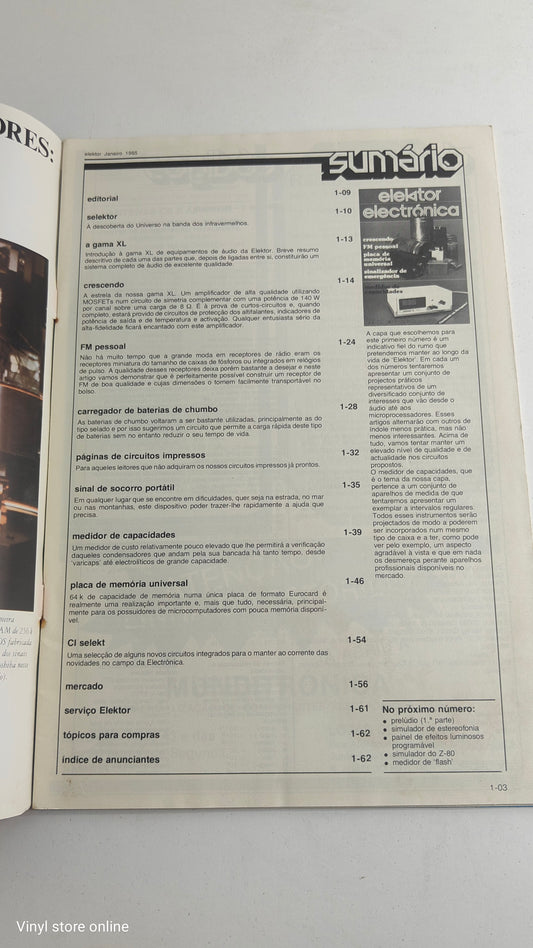 ORES:
elektor Janeiro 1985
sumário
editorial 1-09
selektor 1-10
A descoberta do Universo na banda dos infravermelhos.
a gama XL 1-13
Introdução à gama XL de equipamentos de áudio da Elektor. Breve resumo
descritivo de cada uma das partes que, depois de ligadas entre si, constituirão um
sistema completo de áudio de excelente qualidade.
crescendo 1-14
A estrela da nossa gama XL. Um amplificador de alta qualidade utilizando
MOSFETs num circuito de simetria complementar com uma potência de 140 W
por canal sobre uma carga de 8 Ω. É à prova de curtos-circuitos e, quando
completo, estará provido de circuitos de protecção dos altifalantes, indicadores de
potência de saída e de temperatura e activação. Qualquer entusiasta sério da
alta-fidelidade ficará encantado com este amplificador.
FM pessoal 1-24
Não há muito tempo que a grande moda em receptores de rádio eram os
receptores miniatura do tamanho de caixas de fósforos ou integrados em relógios
de pulso. A qualidade desses receptores deixa porém bastante a desejar e neste
artigo vamos demonstrar que é perfeitamente possível construir um receptor de
FM de boa qualidade e cujas dimensões o tornem facilmente transportável no
bolso.
carregador de baterias de chumbo 1-28
As baterias de chumbo voltaram a ser bastante utilizadas, principalmente as do
tipo selado e por isso sugerimos um circuito que permite a carga rápida deste tipo
de baterias sem no entanto reduzir o seu tempo de vida.
páginas de circuitos impressos 1-32
Para aqueles leitores que não adquiram os nossos circuitos impressos já prontos.
sinal de socorro portátil 1-35
Em qualquer lugar que se encontre em dificuldades, quer seja na estrada, no mar
ou nas montanhas, este dispositivo poder trazer-lhe rapidamente a ajuda que
precisa.
medidor de capacidades 1-39
Um medidor de custo relativamente pouco elevado que lhe permitirá a verificação
daqueles condensadores que andam pela sua bancada há tanto tempo, desde
'varicaps' até electrolíticos de grande capacidade.
placa de memória universal 1-46
64 k de capacidade de memória numa única placa de formato Eurocard é
realmente uma realização importante e, mais que tudo, necessária, principal-
mente para os possuidores de microcomputadores com pouca memória disponí-
vel.
CI selekt 1-54
Uma selecção de alguns novos circuitos integrados para o manter ao corrente das
novidades no campo da Electrónica.
mercado 1-56
serviço Elektor 1-61
tópicos para compras 1-62
índice de anunciantes 1-62
elektor
electrónica
crescendo
FM pessoal
placa de
memória
universal
sinalizador de
emergência
medidor de
capacidades
A capa que escolhemos para
este primeiro número é um
indicativo fiel do rumo que
pretendemos manter ao longo da
vida de 'Elektor'. Em cada um
dos números tentaremos
apresentar um conjunto de
projectos práticos
representativos de um
diversificado conjunto de
interesses que vão desde o
áudio até aos
microprocessadores. Esses
artigos alternarão com outros de
índole menos prática, mas não
menos interessantes. Acima de
tudo, vamos tentar manter um
elevado nível de qualidade e de
actualidade nos circuitos
propostos.
O medidor de capacidades, que
é o tema da nossa capa,
pertence a um conjunto de
aparelhos de medida de que
tentaremos apresentar um
exemplar a intervalos regulares.
Todos esses instrumentos serão
projectados de modo a poderem
ser incorporados num mesmo
tipo de caixa e a ter, como pode
ver pelo exemplo, um aspecto
agradável à vista e que em nada
os desmereça perante aparelhos
profissionais disponíveis no
mercado.
No próximo número:
● prelúdio (1.ª parte)
● simulador de estereofonia
● painel de efeitos luminosos
programável
● simulador do Z-80
● medidor de 'flash'
1-03
Vinyl store online